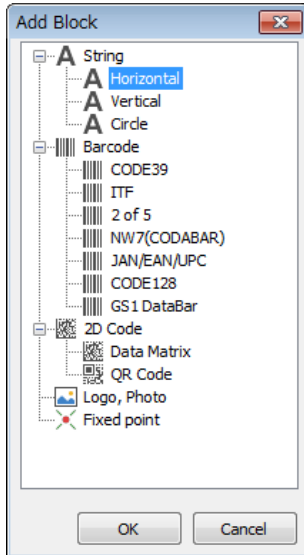 Add Block
String
Horizontal
Vertical
Circle
Barcode
CODE39
ITF
2 of 5
NW7(CODABAR)
JAN/EAN/UPC
CODE128
GS1 DataBar
2D Code
Data Matrix
QR Code
Logo, Photo
Fixed point
OK
Cancel